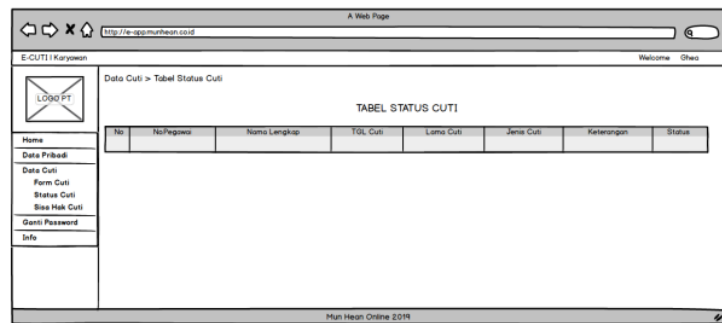 A Web Page
http://e-app.munhean.co.id
E-CUTI | Karyawan
Welcome Ghea
LOGO PT
Data Cuti > Tabel Status Cuti
TABEL STATUS CUTI
No NoPegawai Nama Lengkap TGL Cuti Lama Cuti Jenis Cuti Keterangan Status
Home
Data Pribadi
Data Cuti
Form Cuti
Status Cuti
Sisa Hak Cuti
Ganti Password
Info
Mun Hean Online 2019